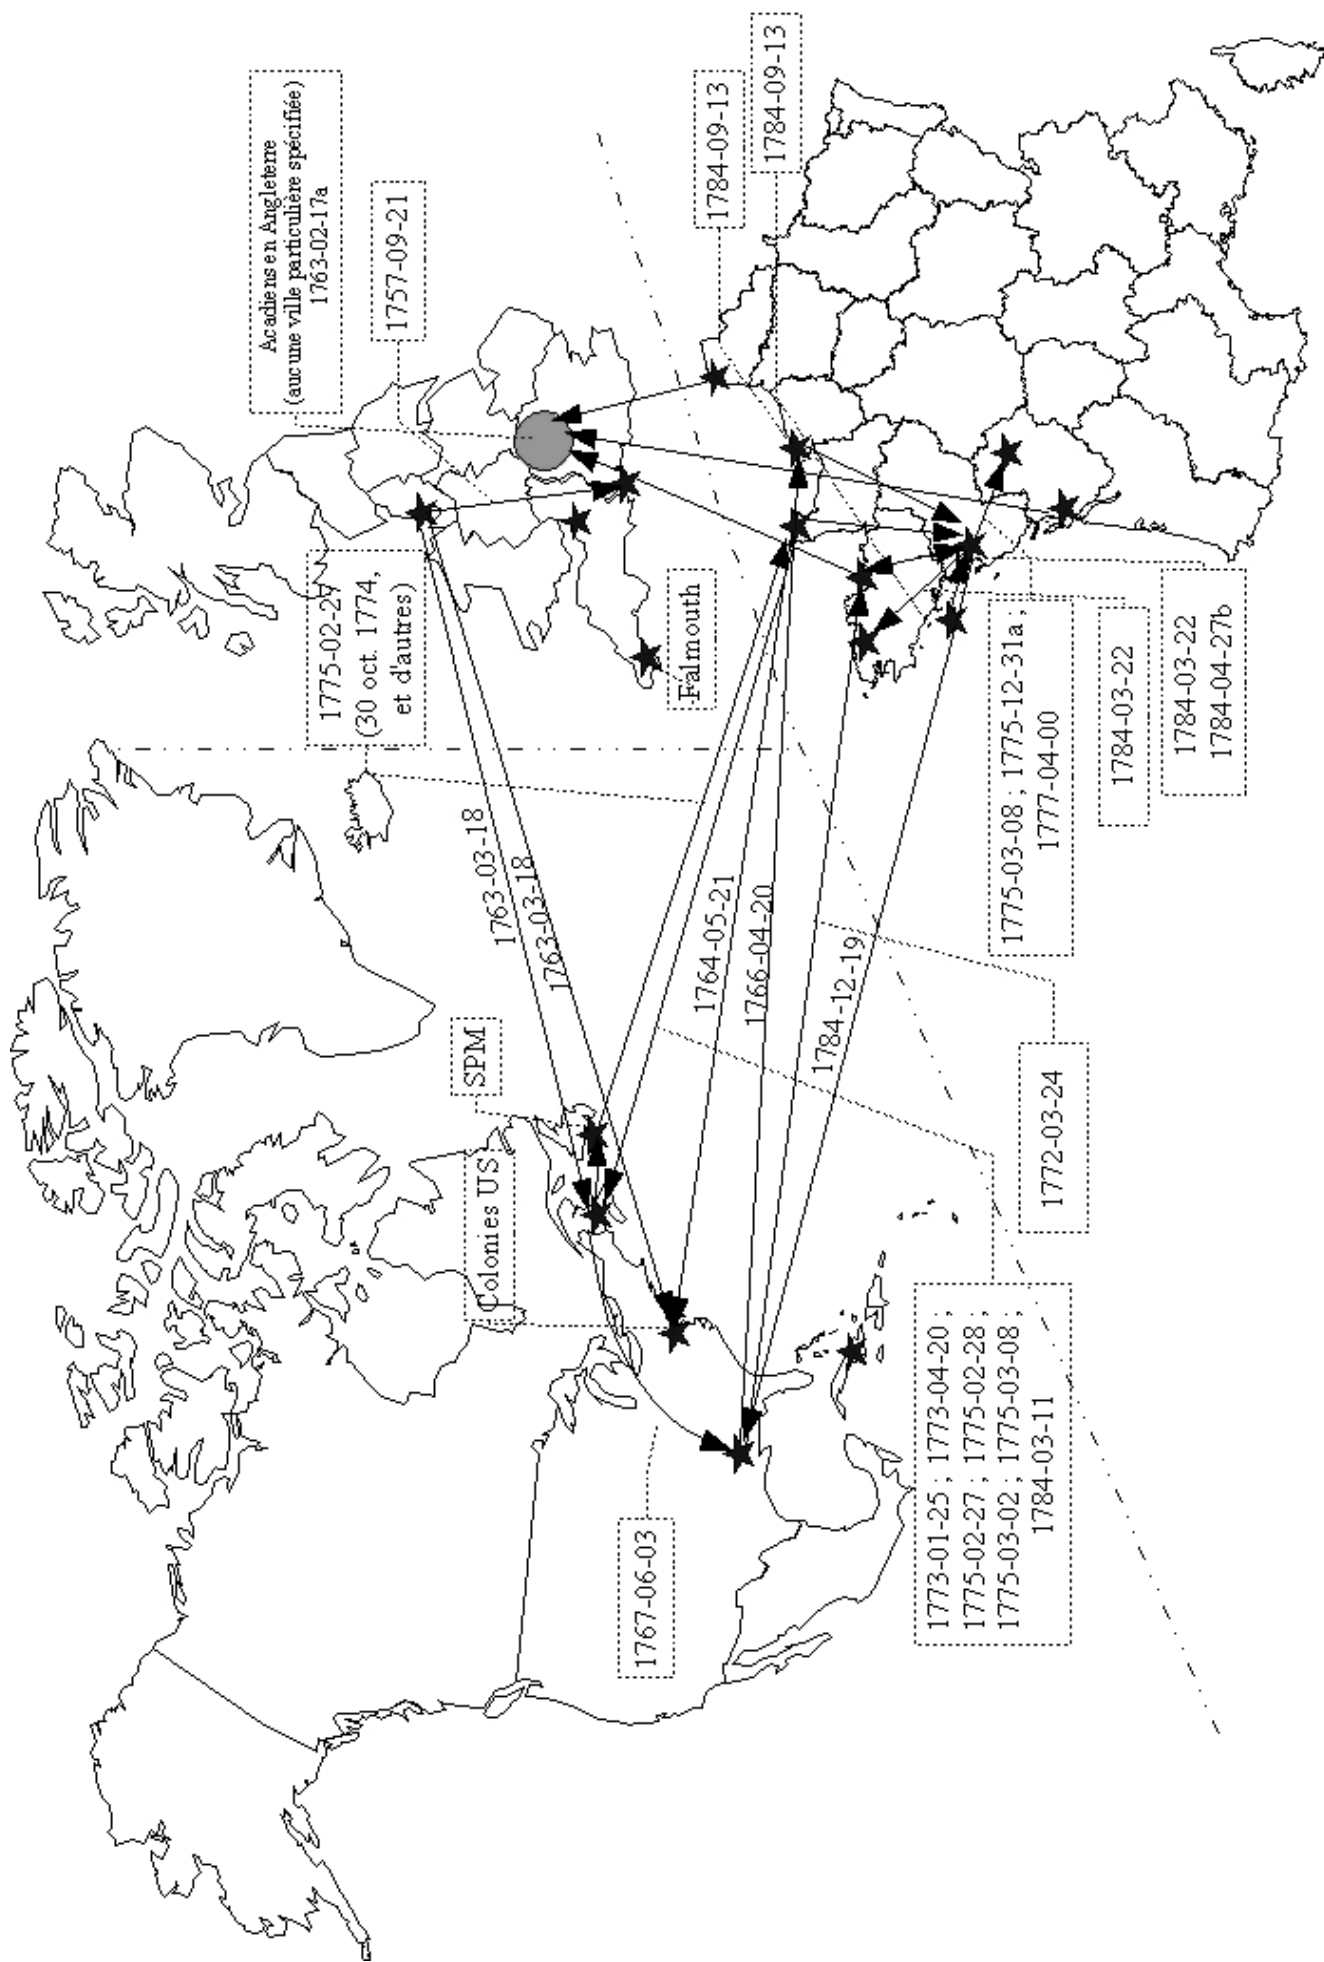 Acadiens en Angleterre
(aucune ville particulière spécifiée)
1763-02-17a
1757-09-21
1775-02-27
(30 oct. 1774,
et d'autres)
SPM
Colonies US
1763-03-18
1763-03-18
Falmouth
1784-09-13
1784-09-13
1767-06-03
1764-05-21
1766-04-20
1784-12-19
1773-01-25 ; 1773-04-20 ;
1775-02-27 ; 1775-02-28 ;
1775-03-02 ; 1775-03-08,
1784-03-11
1772-03-24
1775-03-08 ; 1775-12-31a ;
1777-04-00
1784-03-22
1784-03-22
1784-04-27b